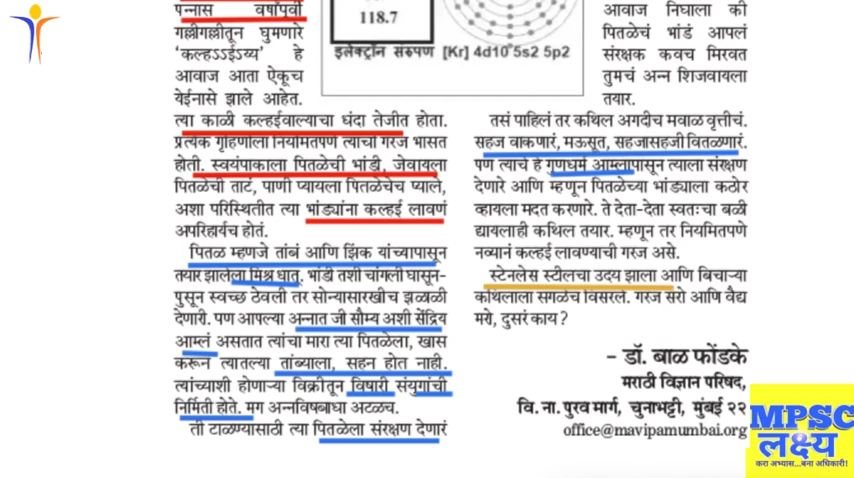 पन्नास वर्षांपूर्वी
गल्लीगल्लीतून घुमणारे
‘कल्हऽऽईऽय्य’ हे
आवाज आता ऐकूच
येईनासे झाले आहेत.
त्या काळी कल्हईवाल्याचा धंदा तेजीत होता.
प्रत्येक गृहिणीला नियमितपणे त्याची गरज भासत
होती. स्वयंपाकाला पितळेची भांडी, जेवायला
पितळेची ताटं, पाणी प्यायला पितळेचेच प्याले,
अशा परिस्थितीत त्या भांड्यांना कल्हई लावणं
अपरिहार्यच होतं.
पितळ म्हणजे तांबं आणि झिंक यांच्यापासून
तयार झालेला मिश्र धातू. भांडी तशी चांगली घासून-
पुसून स्वच्छ ठेवली तर सोन्यासारखीच झळाळी
देणारी. पण आपल्या अन्नात जी सौम्य अशी सेंद्रिय
आम्लं असतात त्यांचा मारा त्या पितळेला, खास
करून त्यातल्या तांब्याला, सहन होत नाही.
त्यांच्याशी होणाऱ्या विक्रीतून विषारी संयुगांची
निर्मिती होते. मग अन्नविषबाधा अटळच.
ती टाळण्यासाठी त्या पितळेला संरक्षण देणारं
118.7
इलेक्ट्रॉन संरुपण [Kr] 4d10 5s2 5p2
आवाज निघाला की
पितळेचं भांडं आपलं
संरक्षक कवच मिरवत
तुमचं अन्न शिजवायला
तयार.
तसं पाहिलं तर कथिल अगदीच मवाळ वृत्तीचं.
सहज वाकणारं, मऊसूत, सहजासहजी वितळणारं.
पण त्याचे हे गुणधर्म आम्लापासून त्याला संरक्षण
देणारे आणि म्हणून पितळेच्या भांड्याला कठोर
व्हायला मदत करणारे. ते देता-देता स्वतःचा बळी
द्यायलाही कथिल तयार. म्हणून तर नियमितपणे
नव्यानं कल्हई लावण्याची गरज असे.
स्टेनलेस स्टीलचा उदय झाला आणि बिचाऱ्या
कथिलाला सगळेच विसरले. गरज सरो आणि वैद्य
मरो, दुसरं काय?
– डॉ. बाळ फोंडके
मराठी विज्ञान परिषद,
वि. ना. पुरव मार्ग, चुनाभट्टी, मुंबई २२
office@mavipamumbai.org
MPSC
लक्ष्य
करा अभ्यास...बना अधिकारी!